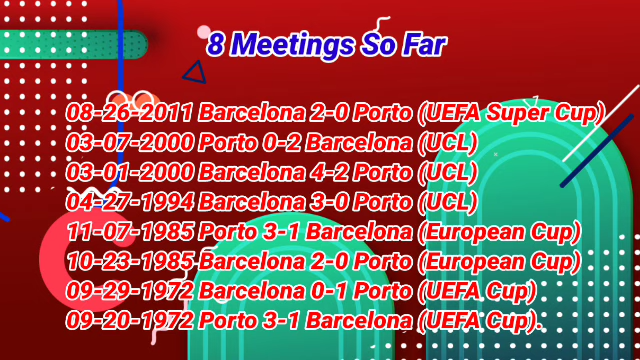 8 Meetings So Far
08-26-2011 Barcelona 2-0 Porto (UEFA Super Cup)
03-07-2000 Porto 0-2 Barcelona (UCL)
03-01-2000 Barcelona 4-2 Porto (UCL)
04-27-1994 Barcelona 3-0 Porto (UCL)
11-07-1985 Porto 3-1 Barcelona (European Cup)
10-23-1985 Barcelona 2-0 Porto (European Cup)
09-29-1972 Barcelona 0-1 Porto (UEFA Cup)
09-20-1972 Porto 3-1 Barcelona (UEFA Cup).